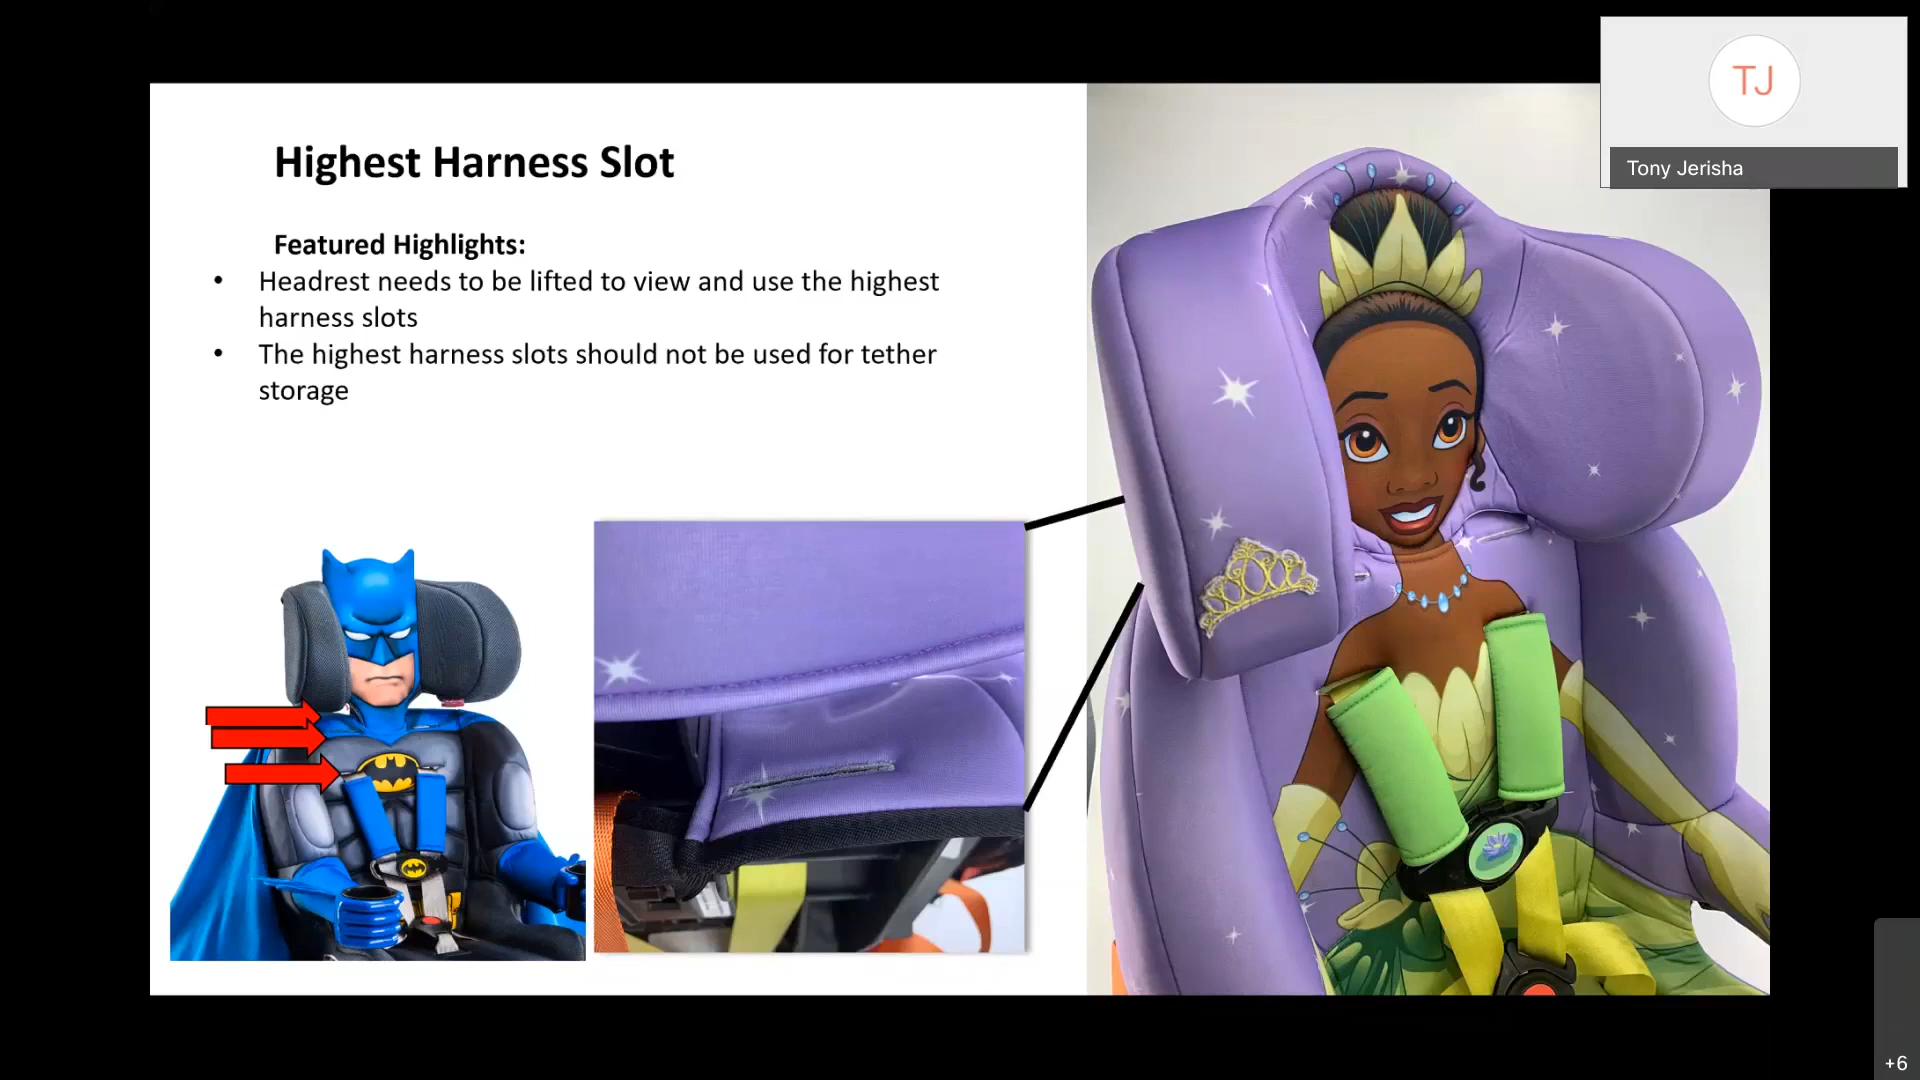 TJ
Tony Jerisha
Highest Harness Slot
Featured Highlights:
• Headrest needs to be lifted to view and use the highest
harness slots
• The highest harness slots should not be used for tether
storage
+6